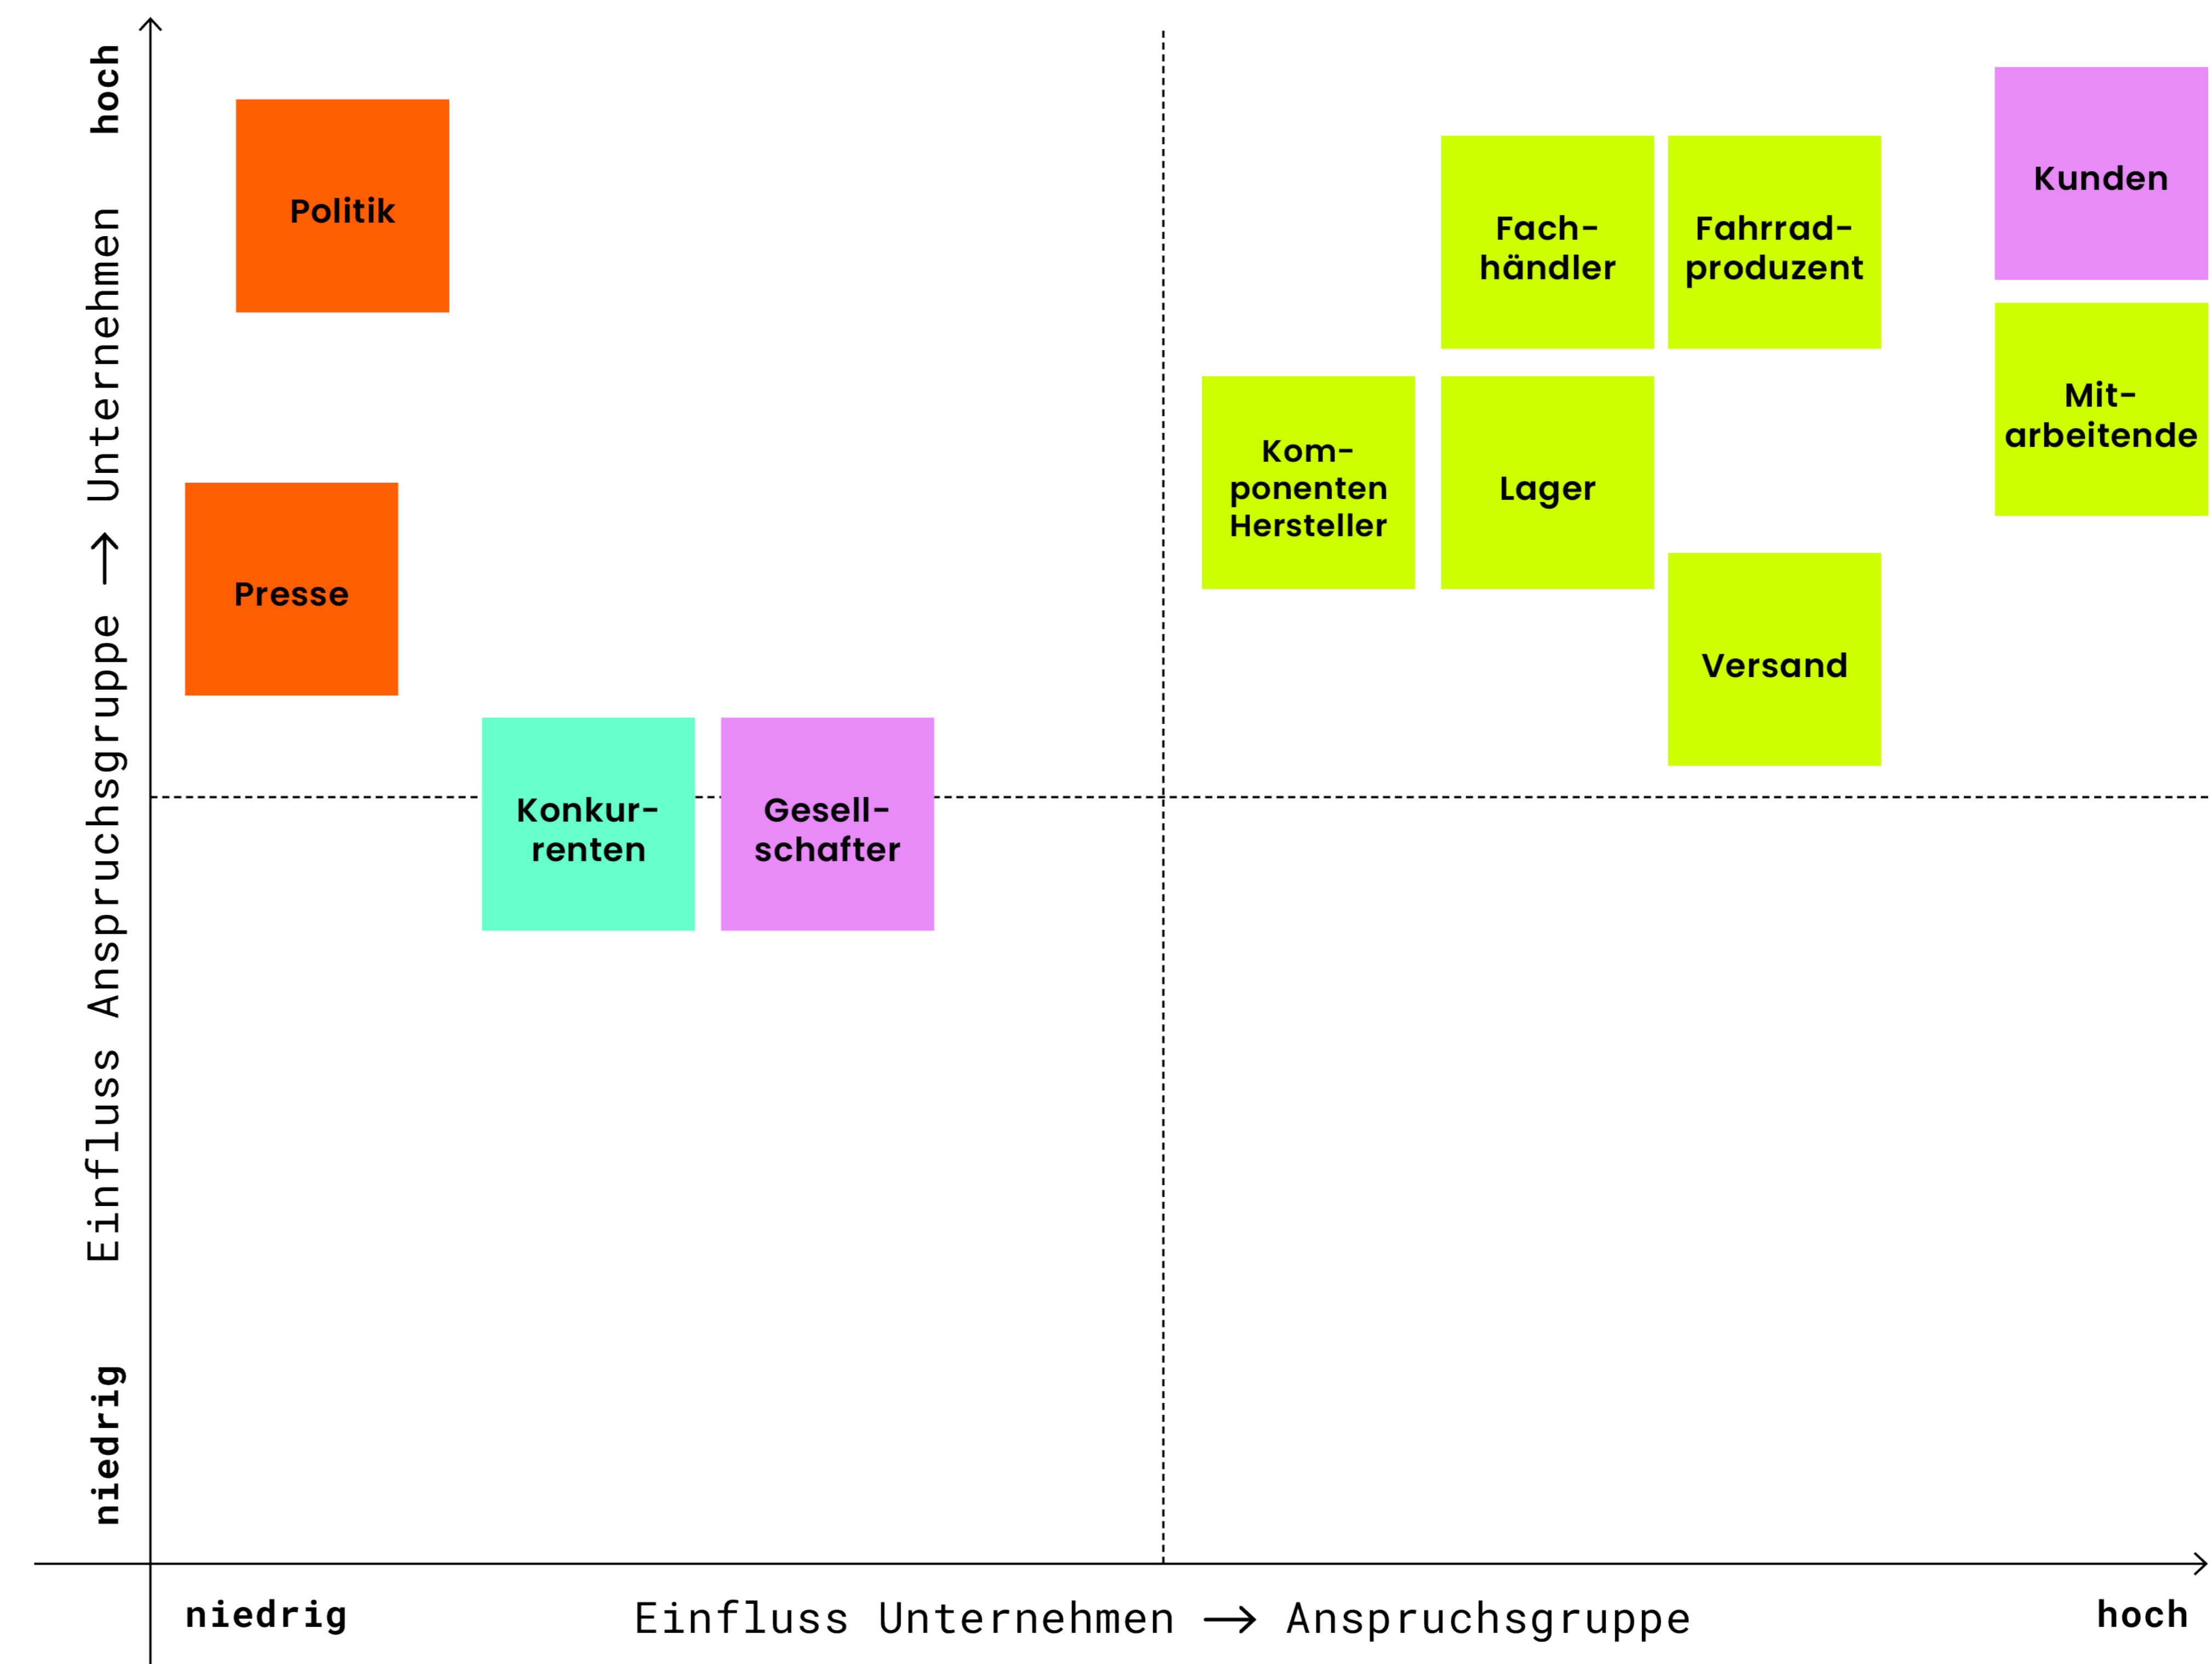 hoch
Einfluss Anspruchsgruppe → Unternehmen
niedrig
Politik
Presse
Konkur-
renten
Gesell-
schafter
Fach-
händler
Fahrrad-
produzent
Kunden
Kom-
ponenten
Hersteller
Lager
Mit-
arbeitende
Versand
niedrig
Einfluss Unternehmen → Anspruchsgruppe
hoch